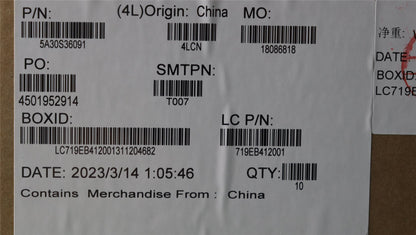 P/N: (4L)Origin: China MO:
5A30S36091 4LCN 18086818
PO: SMTPN:
4501952914 T007
BOXID: LC P/N:
LC719EB412001311204682 719EB412001
DATE: 2023/3/14 1:05:46 QTY:
10
Contains Merchandise From : China
净重:
DATE
BOXID:
LC719E